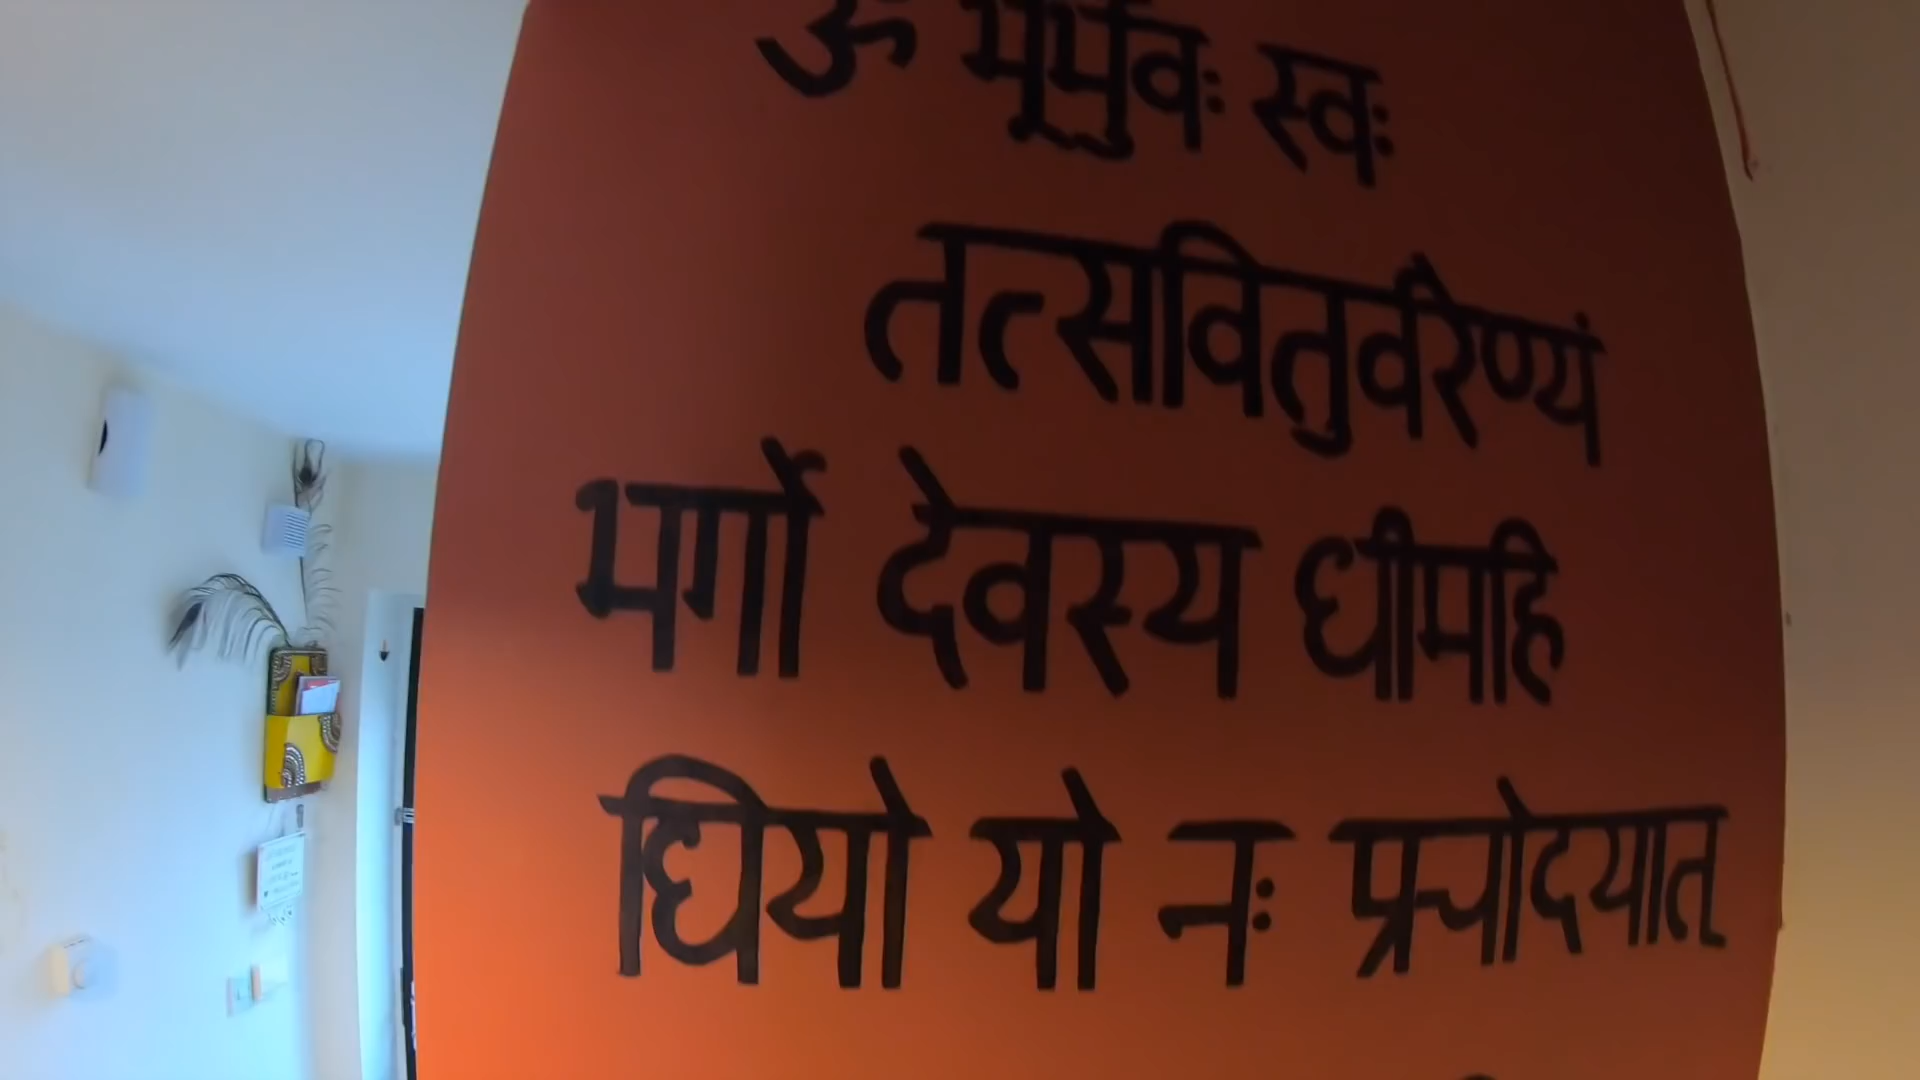 ॐ भूर्भुवः स्वः
तत्सवितुर्वरेण्यं
भर्गो देवस्य धीमहि
धियो यो नः प्रचोदयात्